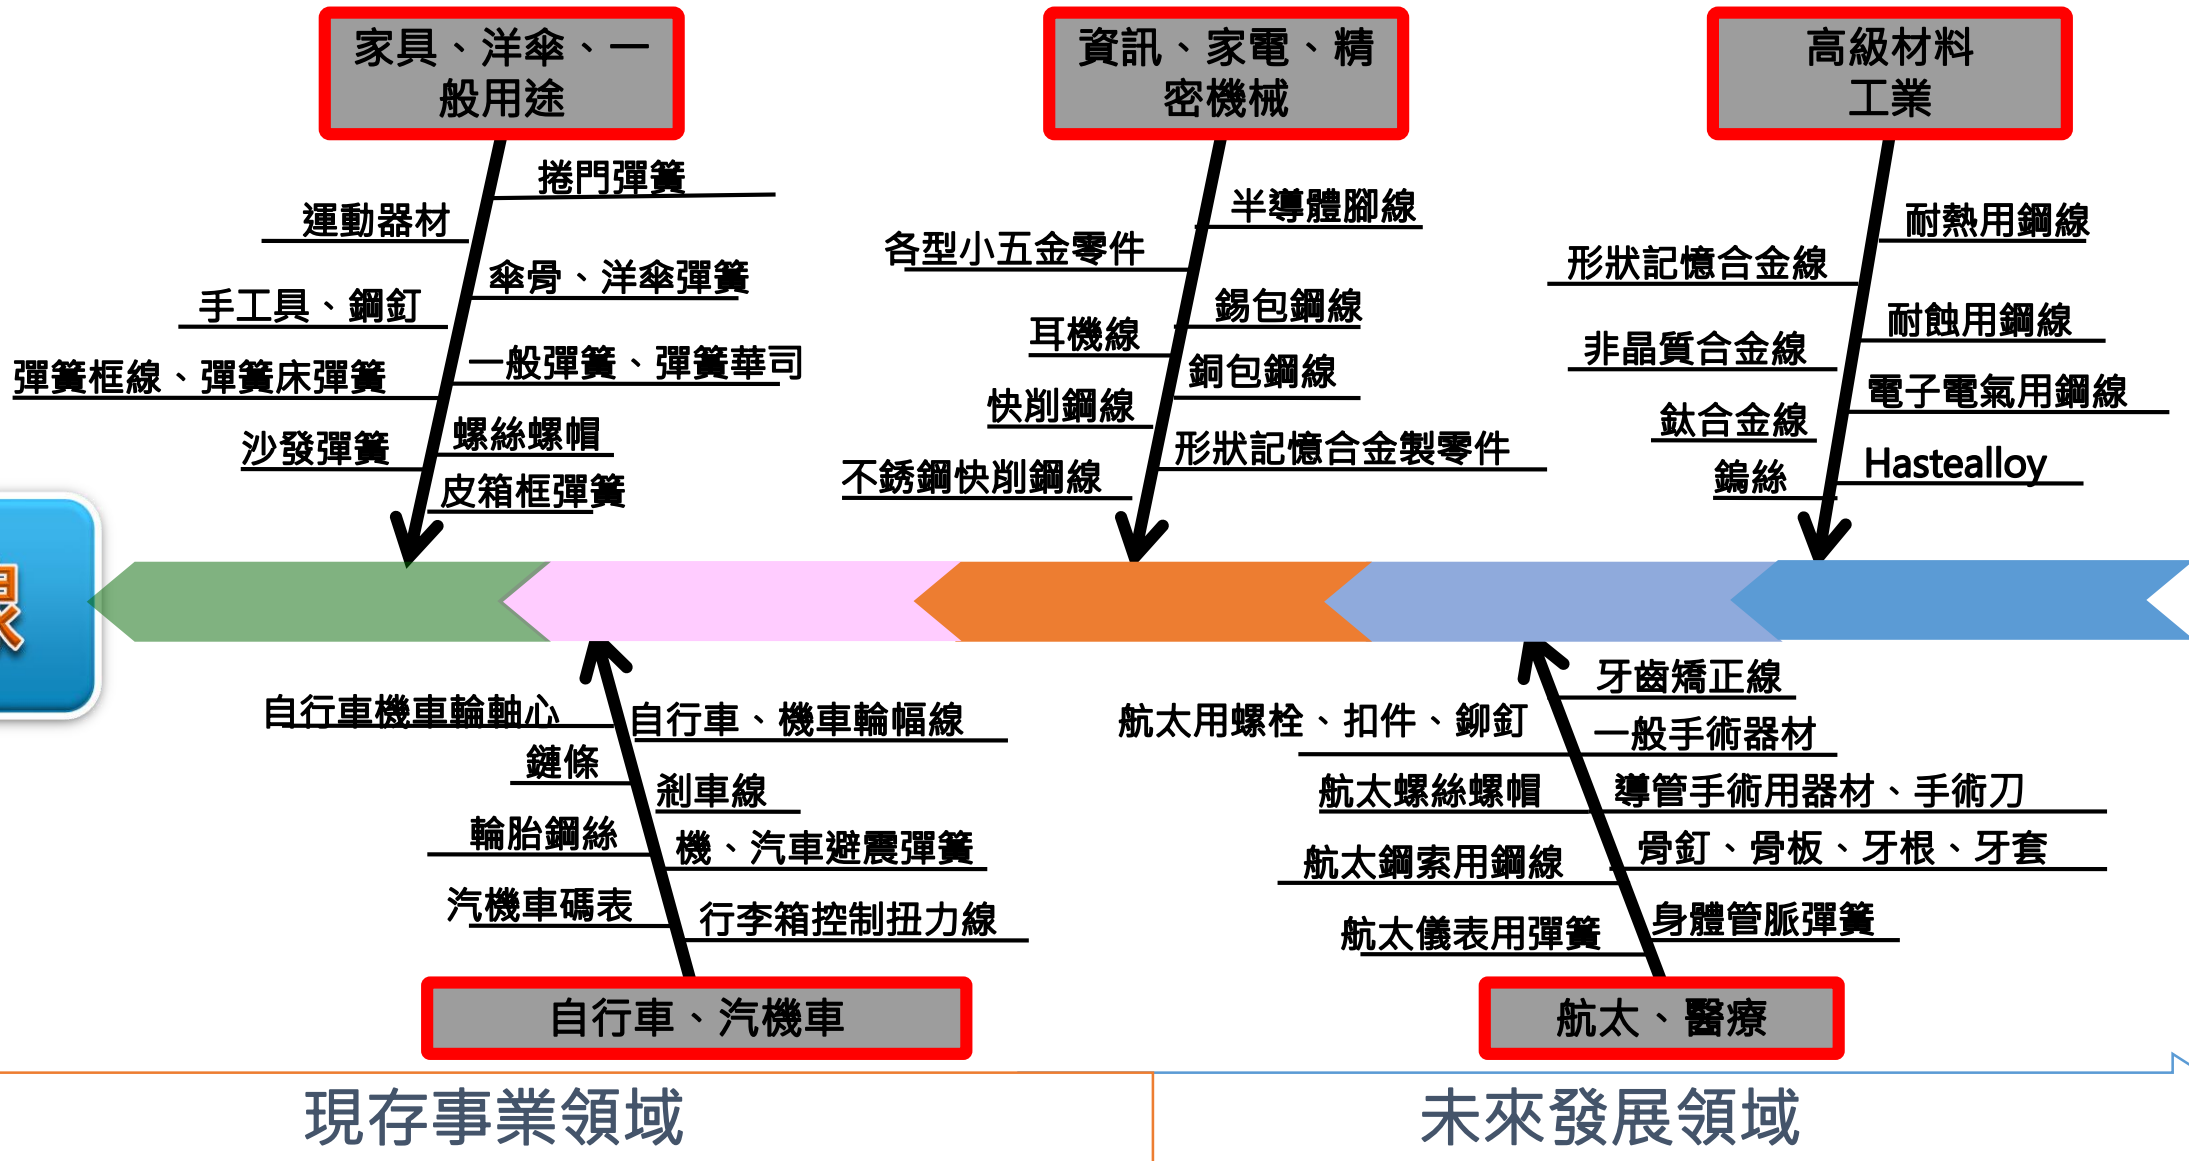 家具、洋傘、一
般用途
捲門彈簧
運動器材
傘骨、洋傘彈簧
手工具、鋼釘
一般彈簧、彈簧華司
彈簧框線、彈簧床彈簧
螺絲螺帽
沙發彈簧
皮箱框彈簧
資訊、家電、精
密機械
半導體腳線
各型小五金零件
錫包鋼線
耳機線
銅包鋼線
快削鋼線
形狀記憶合金製零件
不銹鋼快削鋼線
高級材料
工業
耐熱用鋼線
形狀記憶合金線
耐蝕用鋼線
非晶質合金線
電子電氣用鋼線
鈦合金線
Hastealloy
鎢絲
自行車機車輪軸心
自行車、機車輪幅線
鏈條
剎車線
輪胎鋼絲
機、汽車避震彈簧
汽機車碼表
行李箱控制扭力線
自行車、汽機車
牙齒矯正線
航太用螺栓、扣件、鉚釘
一般手術器材
航太螺絲螺帽
導管手術用器材、手術刀
航太鋼索用鋼線
骨釘、骨板、牙根、牙套
航太儀表用彈簧
身體管脈彈簧
航太、醫療
現存事業領域
未來發展領域